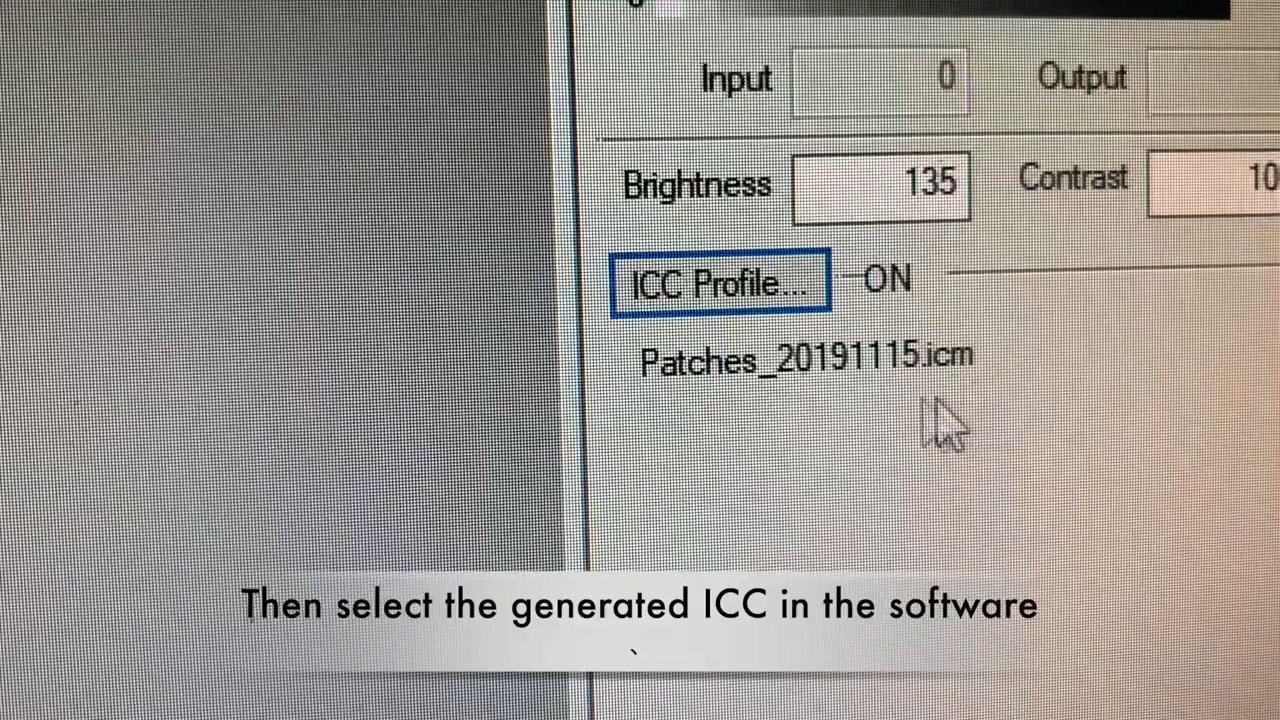 Input 0 Output
Brightness 135 Contrast 10
ICC Profile... ON
Patches_20191115.icm
Then select the generated ICC in the software
`